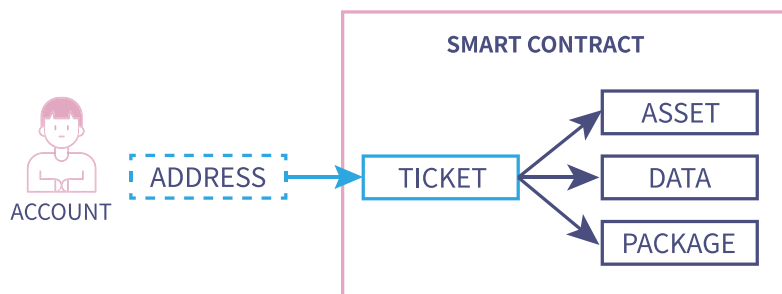 SMART CONTRACT
ACCOUNT
ADDRESS
TICKET
ASSET
DATA
PACKAGE